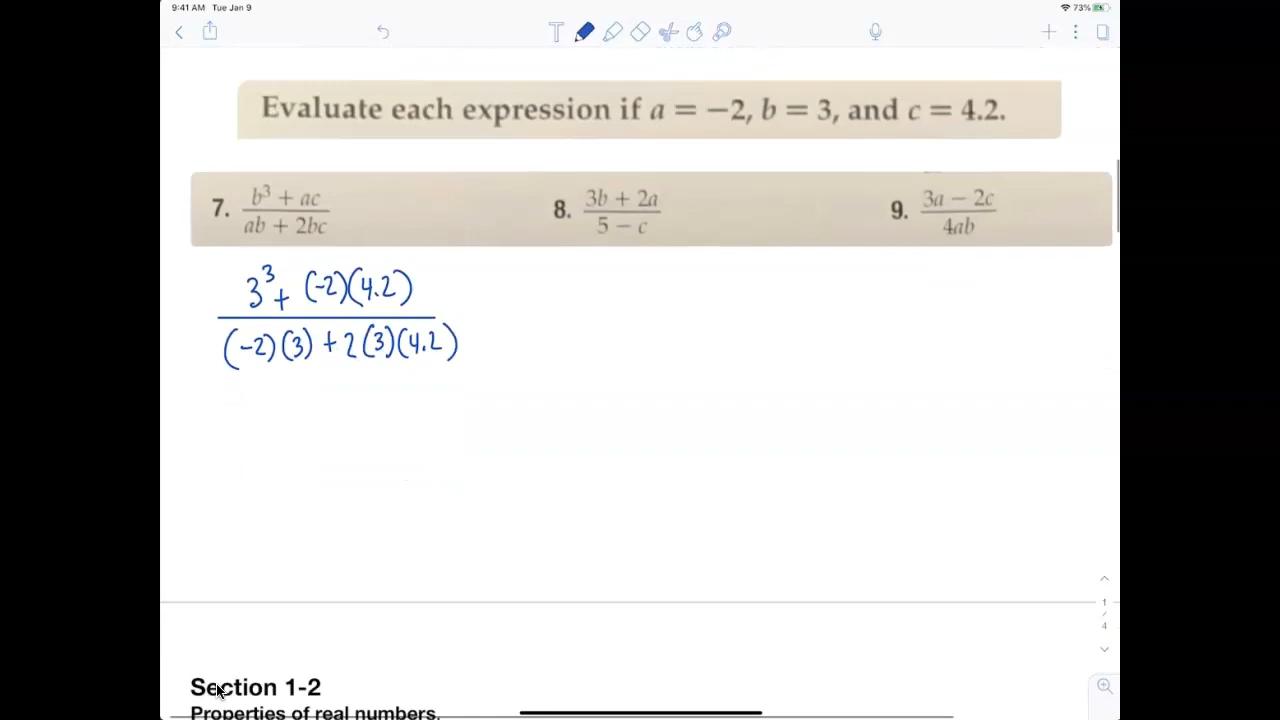 9:41 AM Tue Jan 9 73%
T
Evaluate each expression if a = −2, b = 3, and c = 4.2.
7. b³ + ac / ab + 2bc 8. 3b + 2a / 5 − c 9. 3a − 2c / 4ab
3³ + (-2)(4.2)
(-2)(3) + 2(3)(4.2)
1
/
4
Section 1-2
Properties of real numbers.